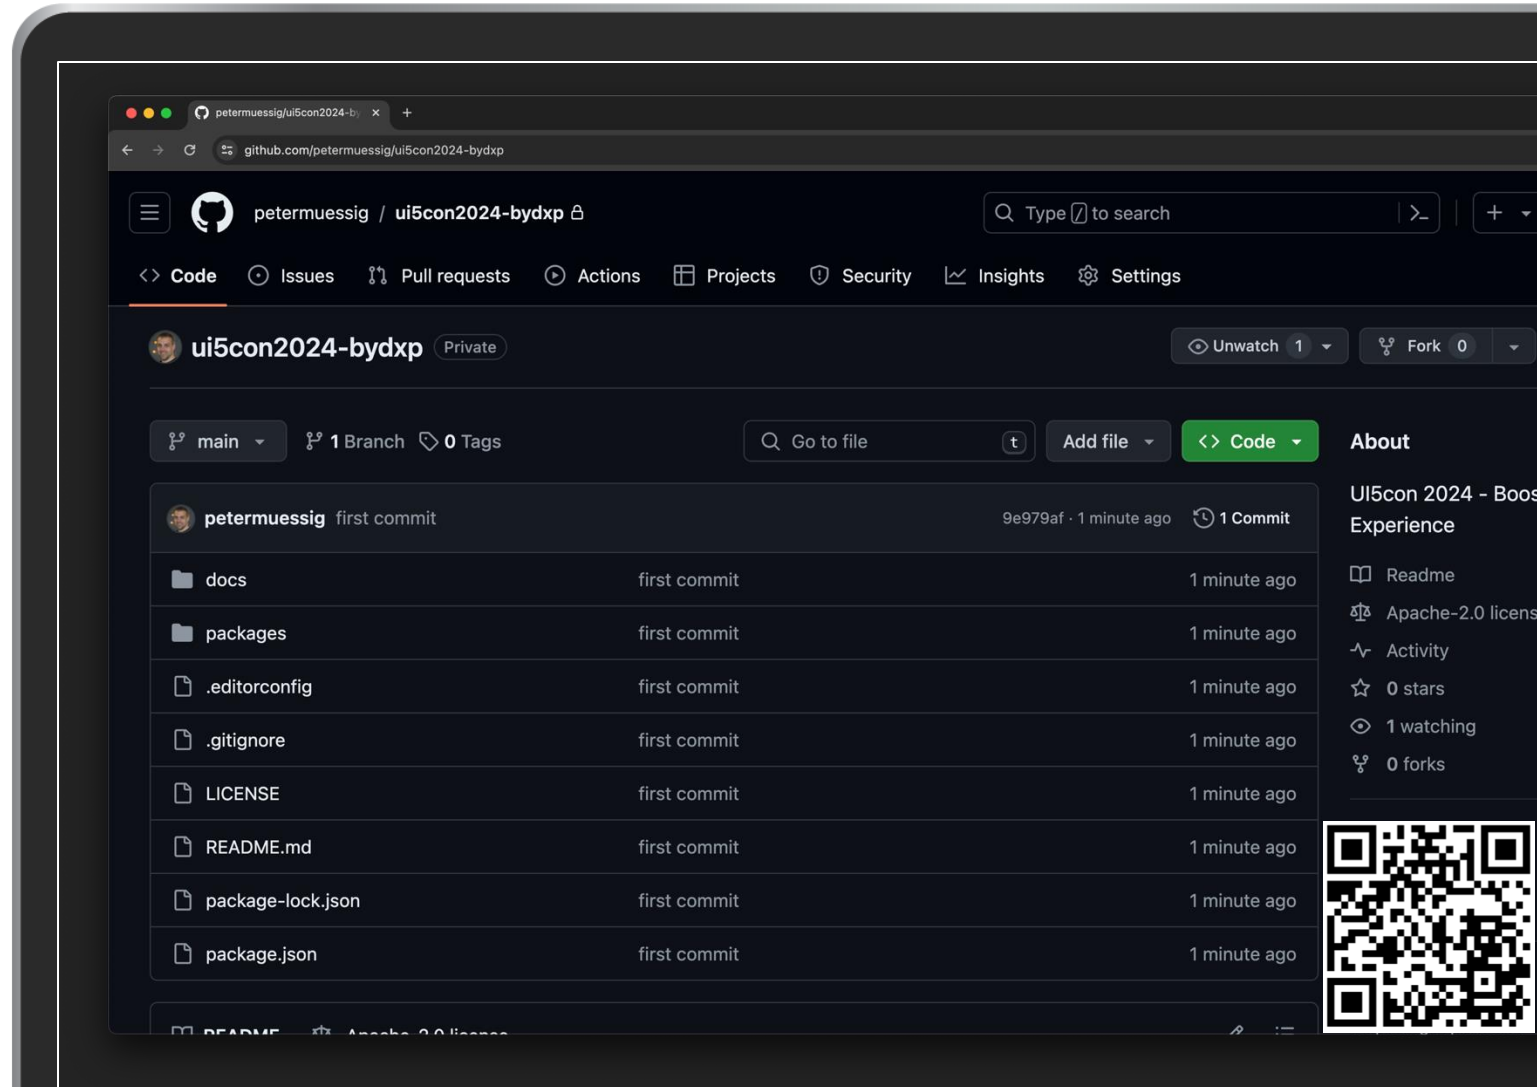 petermuessig/ui5con2024-by
github.com/petermuessig/ui5con2024-bydxp
petermuessig / ui5con2024-bydxp
Type / to search
Code Issues Pull requests Actions Projects Security Insights Settings
ui5con2024-bydxp Private
Unwatch 1 Fork 0
main 1 Branch 0 Tags
Go to file t Add file Code
petermuessig first commit 9e979af · 1 minute ago 1 Commit
docs first commit 1 minute ago
packages first commit 1 minute ago
.editorconfig first commit 1 minute ago
.gitignore first commit 1 minute ago
LICENSE first commit 1 minute ago
README.md first commit 1 minute ago
package-lock.json first commit 1 minute ago
package.json first commit 1 minute ago
README Apache-2.0 license
About
UI5con 2024 - Boos
Experience
Readme
Apache-2.0 licens
Activity
0 stars
1 watching
0 forks